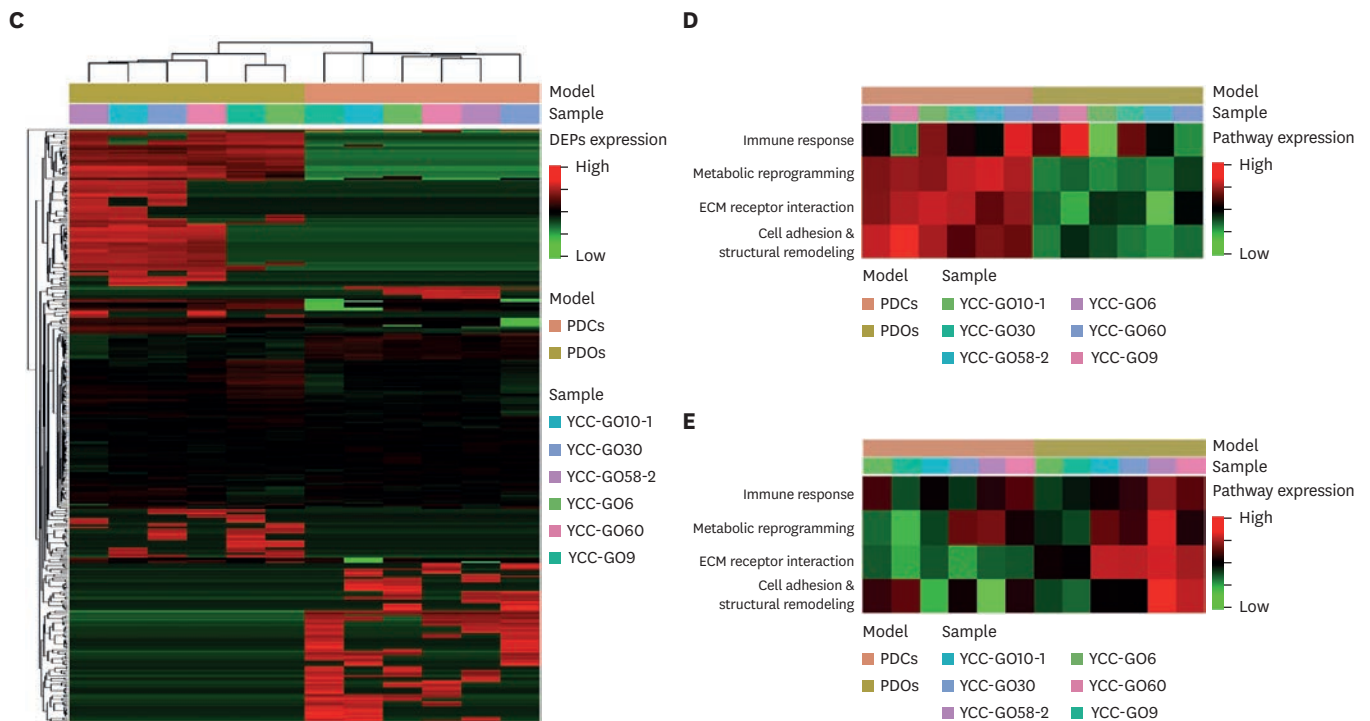 C
Model
Sample
DEPs expression
High
Low
Model
PDCs
PDOs
Sample
YCC-GO10-1
YCC-GO30
YCC-GO58-2
YCC-GO6
YCC-GO60
YCC-GO9
D
Model
Sample
Immune response
Pathway expression
Metabolic reprogramming
High
ECM receptor interaction
Cell adhesion &
structural remodeling
Low
Model
Sample
PDCs
YCC-GO10-1
YCC-GO6
PDOs
YCC-GO30
YCC-GO60
YCC-GO58-2
YCC-GO9
E
Model
Sample
Immune response
Pathway expression
Metabolic reprogramming
High
ECM receptor interaction
Cell adhesion &
structural remodeling
Low
Model
Sample
PDCs
YCC-GO10-1
YCC-GO6
PDOs
YCC-GO30
YCC-GO60
YCC-GO58-2
YCC-GO9